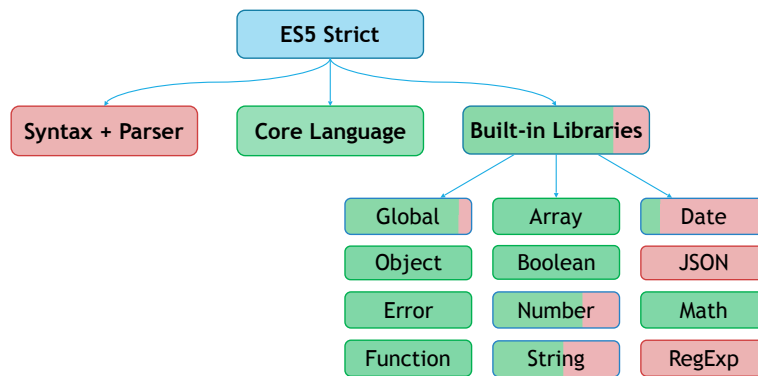 ES5 Strict
Syntax + Parser
Core Language
Built-in Libraries
Global
Array
Date
Object
Boolean
JSON
Error
Number
Math
Function
String
RegExp